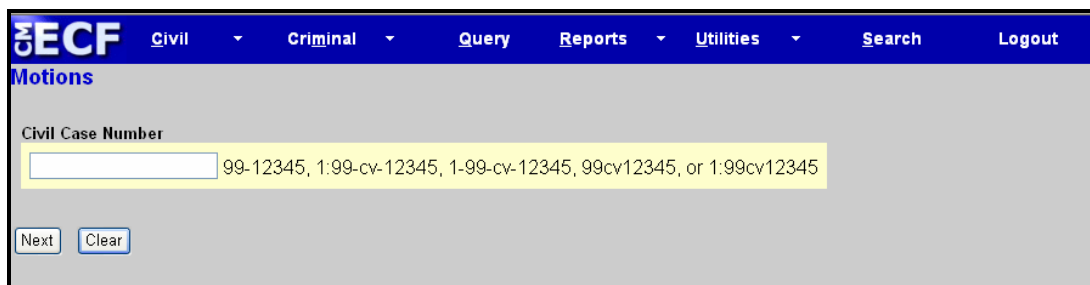 CM ECF Civil Criminal Query Reports Utilities Search Logout
Motions
Civil Case Number
99-12345, 1:99-cv-12345, 1-99-cv-12345, 99cv12345, or 1:99cv12345
Next Clear